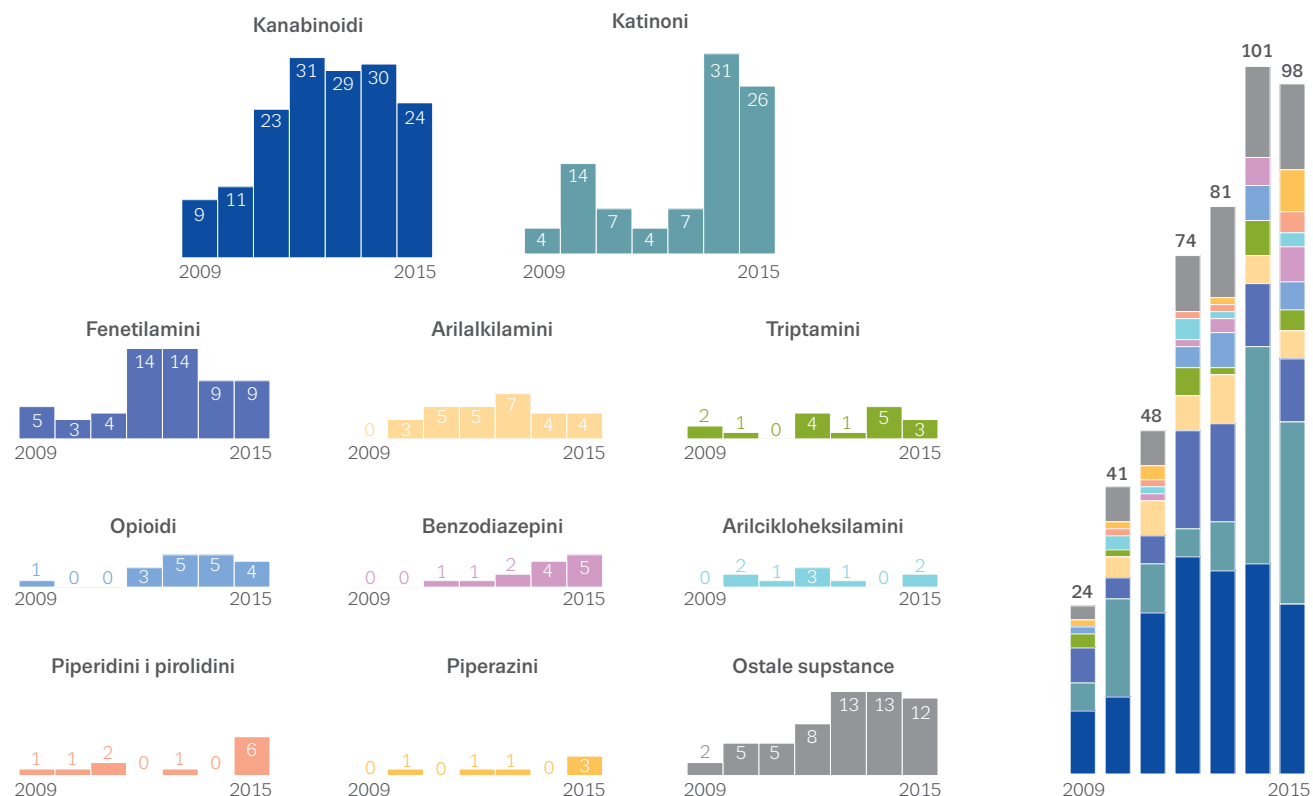 Kanabinoidi
9 11 23 31 29 30 24
2009 2015
Katinoni
4 14 7 4 7 31 26
2009 2015
Fenetilamini
5 3 4 14 14 9 9
2009 2015
Arilalkilamini
0 3 5 5 7 4 4
2009 2015
Triptamini
2 1 0 4 1 5 3
2009 2015
Opioidi
1 0 0 3 5 5 4
2009 2015
Benzodiazepini
0 0 1 1 2 4 5
2009 2015
Arilcikloheksilamini
0 2 1 3 1 0 2
2009 2015
Piperidini i pirolidini
1 1 2 0 1 0 6
2009 2015
Piperazini
0 1 0 1 1 0 3
2009 2015
Ostale supstance
2 5 5 8 13 13 12
2009 2015
24 41 48 74 81 101 98
2009 2015